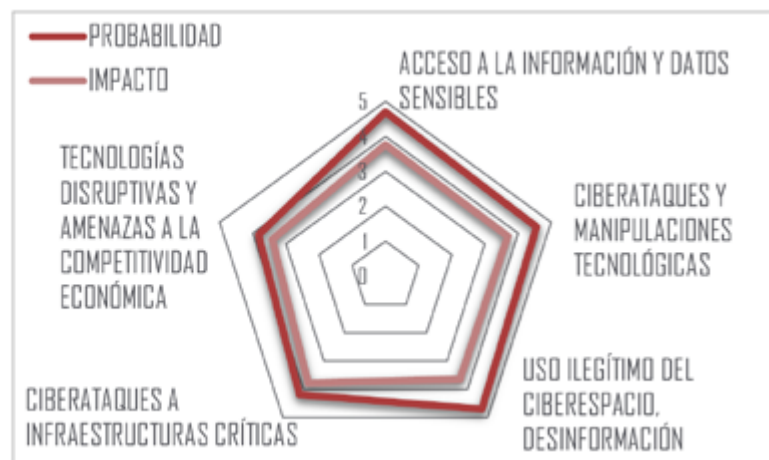 PROBABILIDAD
IMPACTO
ACCESO A LA INFORMACIÓN Y DATOS
SENSIBLES
5
4
3
2
1
0
TECNOLOGÍAS
DISRUPTIVAS Y
AMENAZAS A LA
COMPETITIVIDAD
ECONÓMICA
CIBERATAQUES Y
MANIPULACIONES
TECNOLÓGICAS
CIBERATAQUES A
INFRAESTRUCTURAS CRÍTICAS
USO ILEGÍTIMO DEL
CIBERESPACIO,
DESINFORMACIÓN